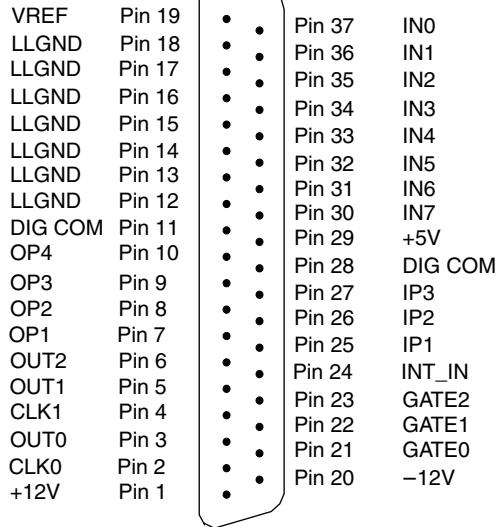 VREF Pin 19
LLGND Pin 18
LLGND Pin 17
LLGND Pin 16
LLGND Pin 15
LLGND Pin 14
LLGND Pin 13
LLGND Pin 12
DIG COM Pin 11
OP4 Pin 10
OP3 Pin 9
OP2 Pin 8
OP1 Pin 7
OUT2 Pin 6
OUT1 Pin 5
CLK1 Pin 4
OUT0 Pin 3
CLK0 Pin 2
+12V Pin 1
Pin 37 IN0
Pin 36 IN1
Pin 35 IN2
Pin 34 IN3
Pin 33 IN4
Pin 32 IN5
Pin 31 IN6
Pin 30 IN7
Pin 29 +5V
Pin 28 DIG COM
Pin 27 IP3
Pin 26 IP2
Pin 25 IP1
Pin 24 INT_IN
Pin 23 GATE2
Pin 22 GATE1
Pin 21 GATE0
Pin 20 −12V